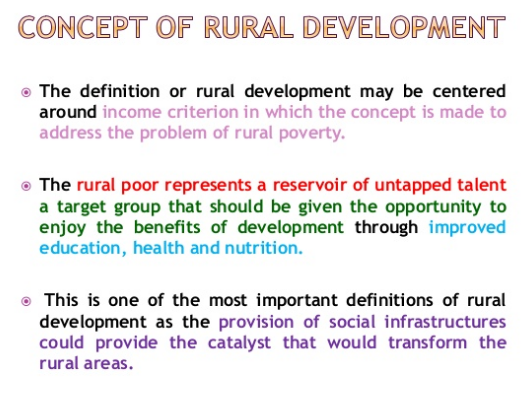 CONCEPT OF RURAL DEVELOPMENT
The definition or rural development may be centered
around income criterion in which the concept is made to
address the problem of rural poverty.
The rural poor represents a reservoir of untapped talent
a target group that should be given the opportunity to
enjoy the benefits of development through improved
education, health and nutrition.
This is one of the most important definitions of rural
development as the provision of social infrastructures
could provide the catalyst that would transform the
rural areas.